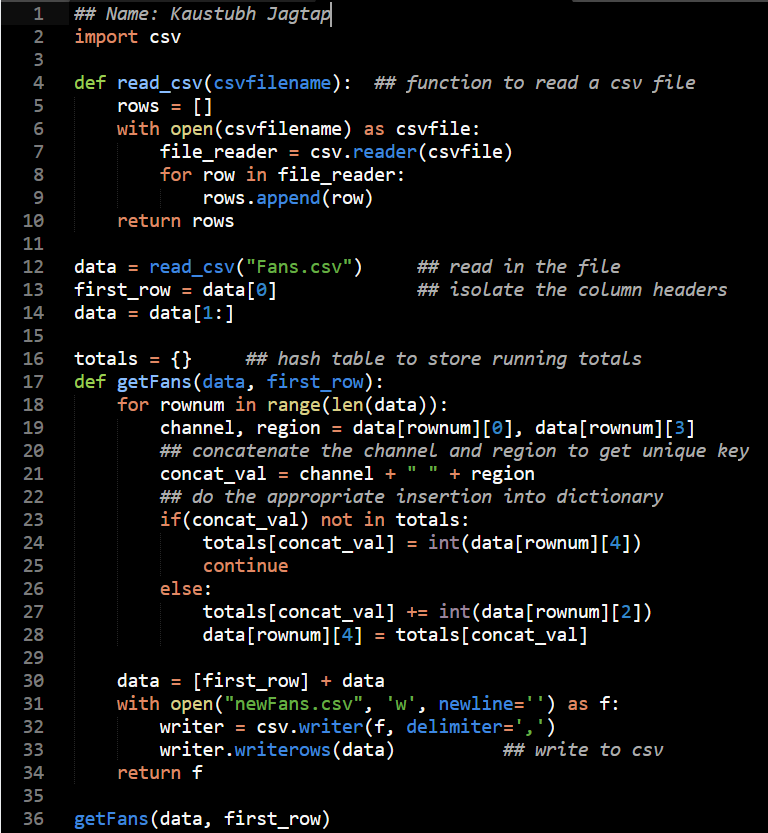 1 ## Name: Kaustubh Jagtap
2 import csv
3
4 def read_csv(csvfilename):  ## function to read a csv file
5     rows = []
6     with open(csvfilename) as csvfile:
7         file_reader = csv.reader(csvfile)
8         for row in file_reader:
9             rows.append(row)
10     return rows
11
12 data = read_csv("Fans.csv")     ## read in the file
13 first_row = data[0]             ## isolate the column headers
14 data = data[1:]
15
16 totals = {}     ## hash table to store running totals
17 def getFans(data, first_row):
18     for rownum in range(len(data)):
19         channel, region = data[rownum][0], data[rownum][3]
20         ## concatenate the channel and region to get unique key
21         concat_val = channel + " " + region
22         ## do the appropriate insertion into dictionary
23         if(concat_val) not in totals:
24             totals[concat_val] = int(data[rownum][4])
25             continue
26         else:
27             totals[concat_val] += int(data[rownum][2])
28             data[rownum][4] = totals[concat_val]
29
30     data = [first_row] + data
31     with open("newFans.csv", 'w', newline='') as f:
32         writer = csv.writer(f, delimiter=',')
33         writer.writerows(data)          ## write to csv
34     return f
35
36 getFans(data, first_row)